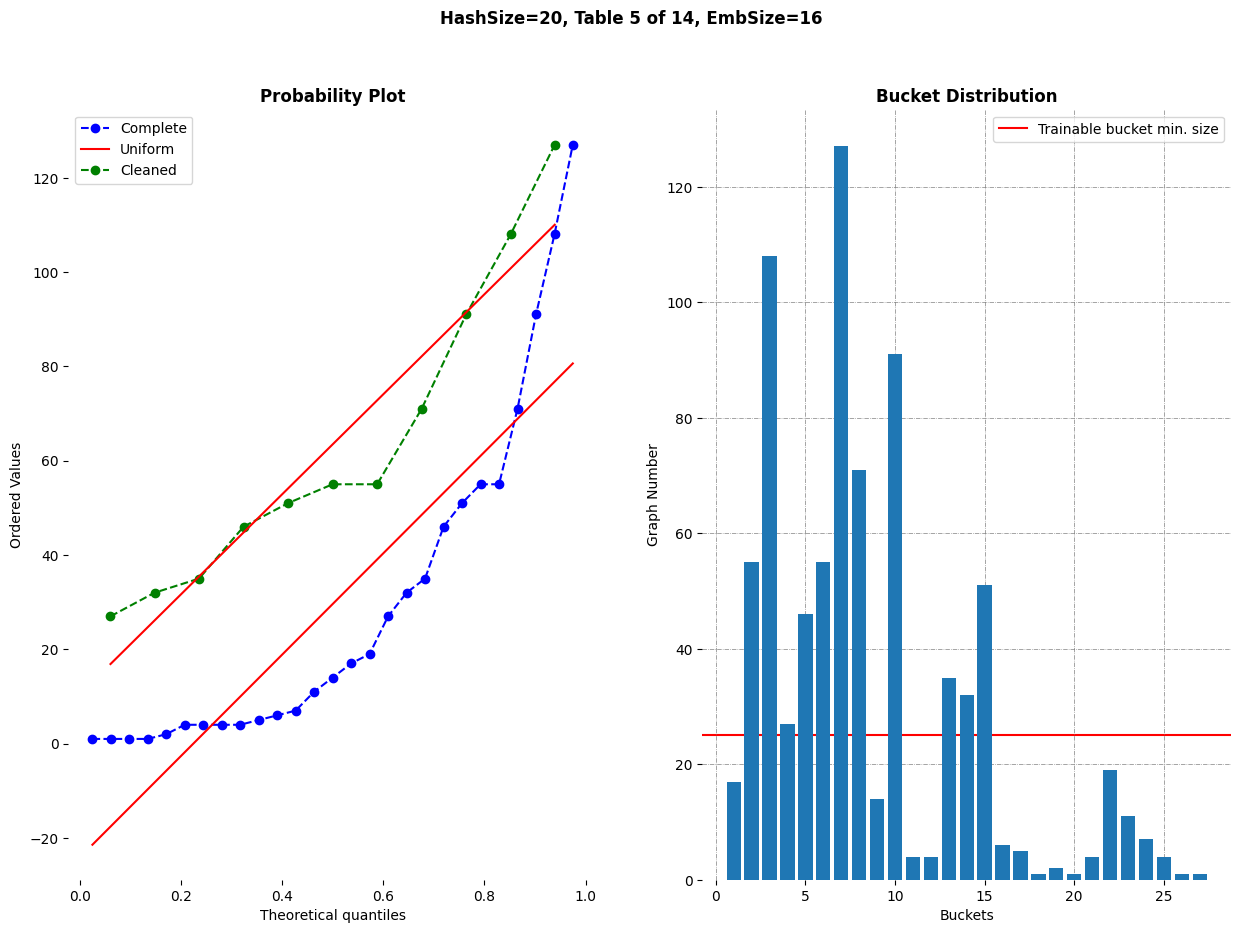 HashSize=20, Table 5 of 14, EmbSize=16
Probability Plot
Complete
Uniform
Cleaned
Ordered Values
120
100
80
60
40
20
0
−20
0.0 0.2 0.4 0.6 0.8 1.0
Theoretical quantiles
Bucket Distribution
Trainable bucket min. size
Graph Number
120
100
80
60
40
20
0
0 5 10 15 20 25
Buckets